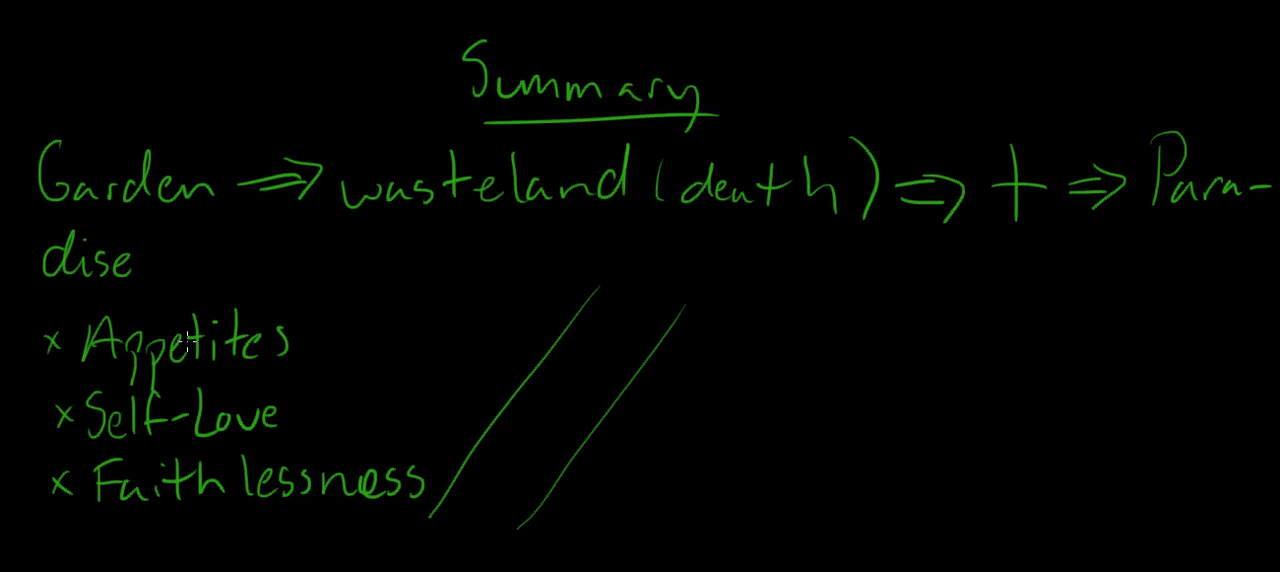 Summary
Garden ⇒ wasteland (death) ⇒ † ⇒ Para-
dise
x Appetites
x Self-Love
x Faithlessness